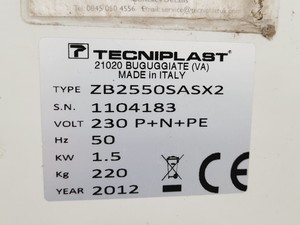 TECNIPLAST
21020 BUGUGGIATE (VA)
MADE in ITALY
TYPE ZB2550SASX2
S.N. 1104183
VOLT 230 P+N+PE
Hz 50
KW 1.5
Kg 220
YEAR 2012
CE